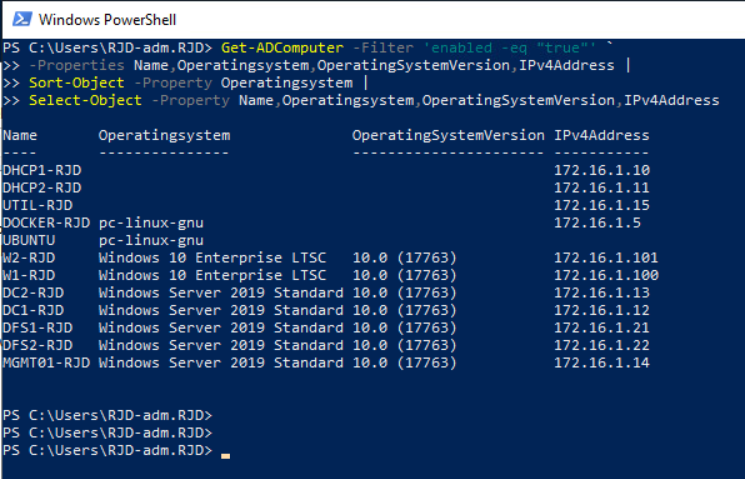 Windows PowerShell
PS C:\Users\RJD-adm.RJD> Get-ADComputer -Filter 'enabled -eq "true"' `
>> -Properties Name,Operatingsystem,OperatingSystemVersion,IPv4Address |
>> Sort-Object -Property Operatingsystem |
>> Select-Object -Property Name,Operatingsystem,OperatingSystemVersion,IPv4Address
Name       Operatingsystem              OperatingSystemVersion IPv4Address
----       ---------------              ---------------------- -----------
DHCP1-RJD                                                      172.16.1.10
DHCP2-RJD                                                      172.16.1.11
UTIL-RJD                                                       172.16.1.15
DOCKER-RJD pc-linux-gnu                                        172.16.1.5
UBUNTU     pc-linux-gnu
W2-RJD     Windows 10 Enterprise LTSC   10.0 (17763)           172.16.1.101
W1-RJD     Windows 10 Enterprise LTSC   10.0 (17763)           172.16.1.100
DC2-RJD    Windows Server 2019 Standard 10.0 (17763)           172.16.1.13
DC1-RJD    Windows Server 2019 Standard 10.0 (17763)           172.16.1.12
DFS1-RJD   Windows Server 2019 Standard 10.0 (17763)           172.16.1.21
DFS2-RJD   Windows Server 2019 Standard 10.0 (17763)           172.16.1.22
MGMT01-RJD Windows Server 2019 Standard 10.0 (17763)           172.16.1.14
PS C:\Users\RJD-adm.RJD>
PS C:\Users\RJD-adm.RJD>
PS C:\Users\RJD-adm.RJD>